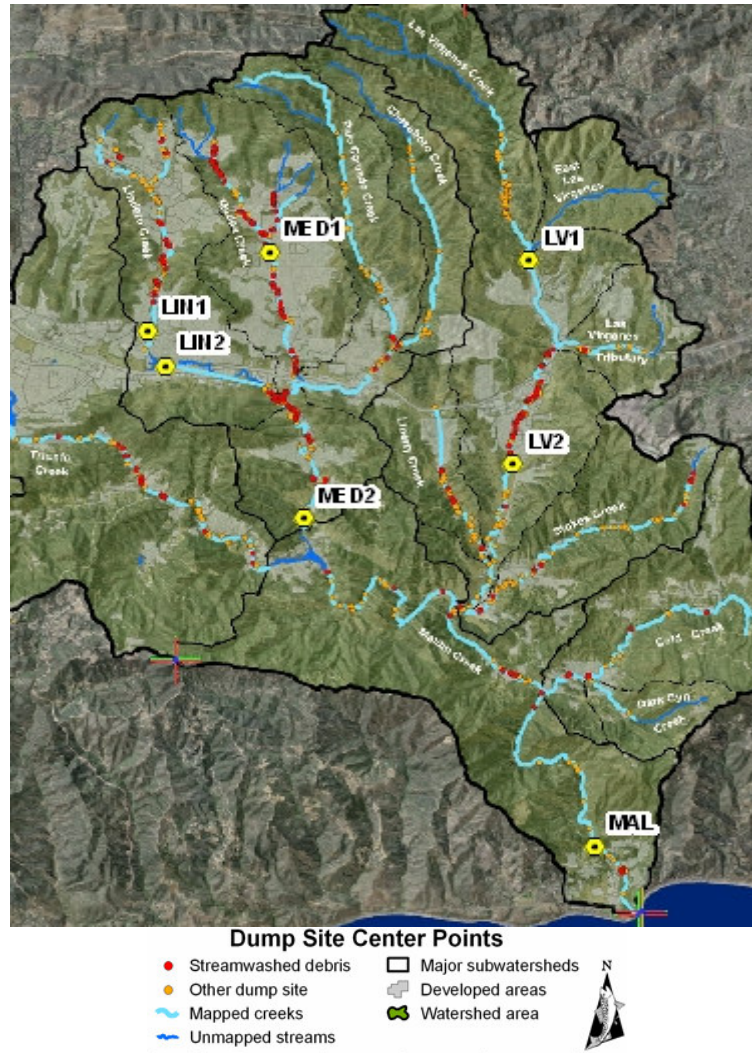 Las Virgenes Creek
Cheseboro Creek
Palo Comado Creek
East
Las
Virgenes
Lindero Creek
Medea Creek
MED1
LV1
LIN1
LIN2
Las
Virgenes
Tributary
Liberty Creek
LV2
Triunfo
Creek
MED2
Stokes Creek
Malibu Creek
Cold Creek
Dark Cyn
Creek
MAL
Dump Site Center Points
Streamwashed debris
Other dump site
Mapped creeks
Unmapped streams
Major subwatersheds
Developed areas
Watershed area
N